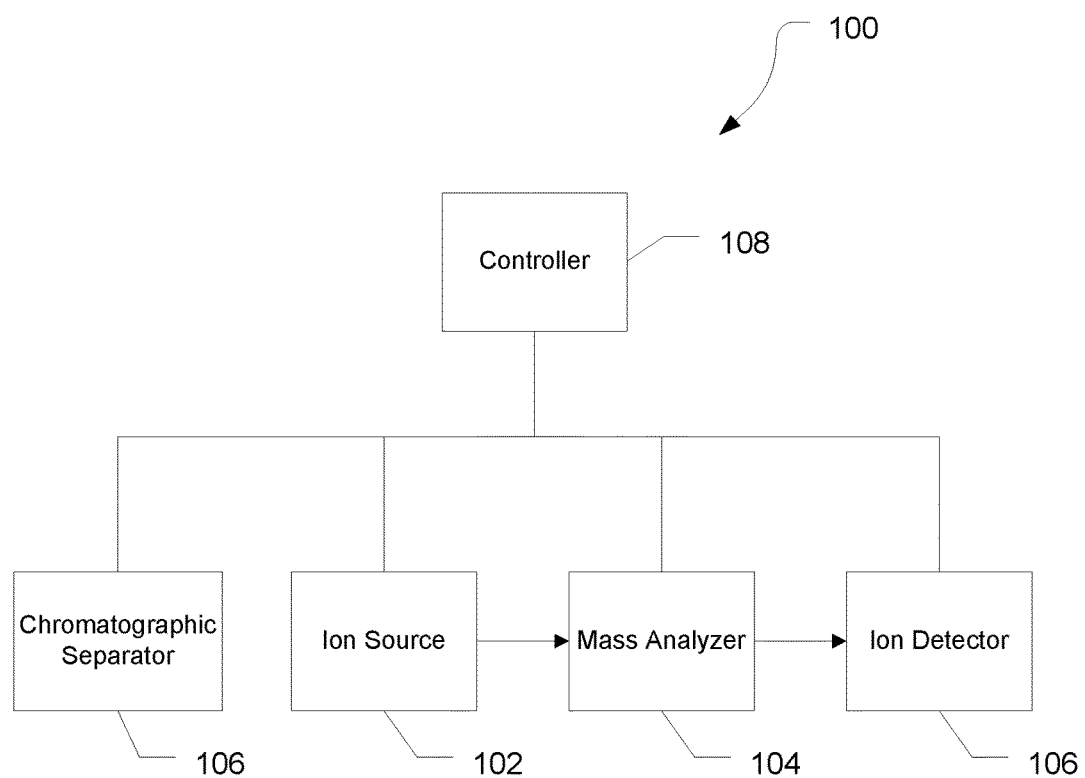 100
Controller
108
Chromatographic
Separator
Ion Source
Mass Analyzer
Ion Detector
106
102
104
106